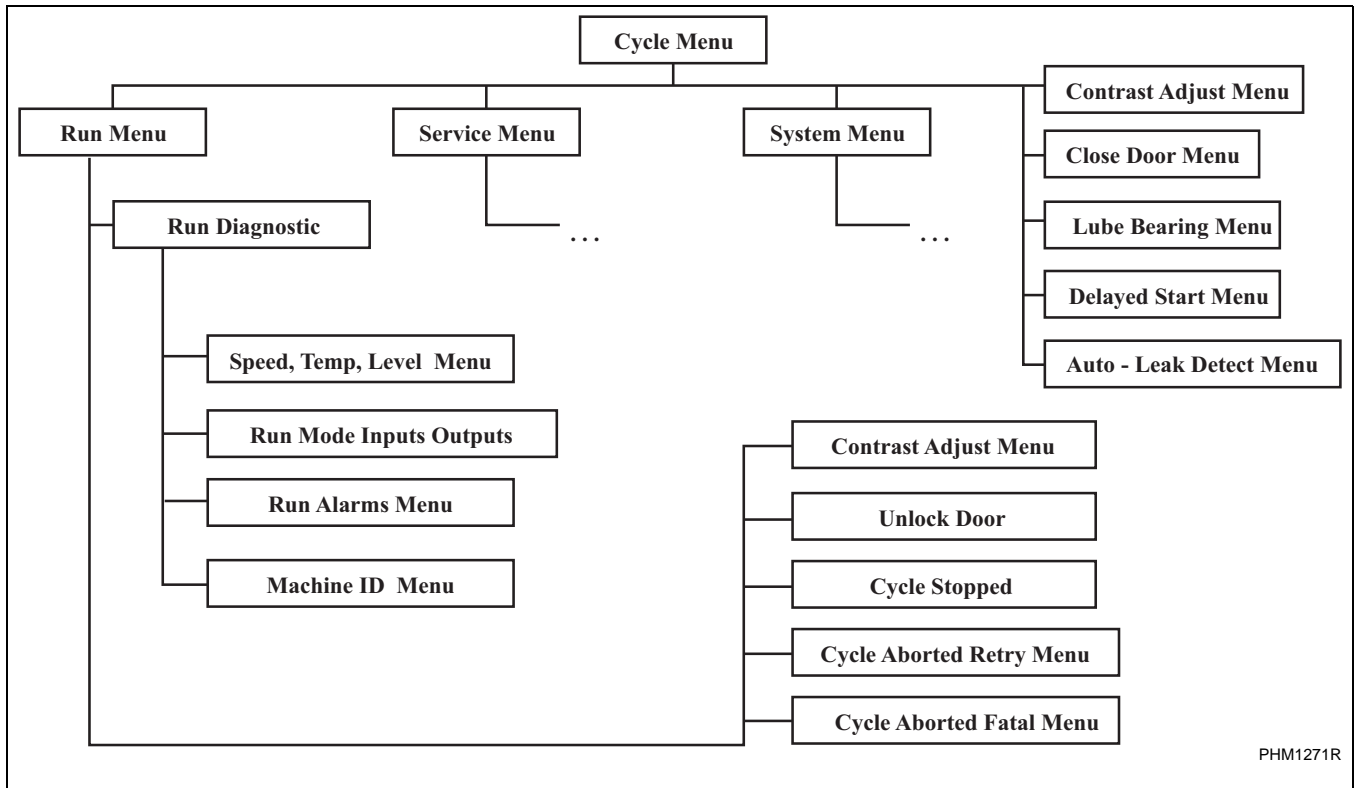 Cycle Menu
Run Menu
Service Menu
System Menu
Contrast Adjust Menu
Close Door Menu
Lube Bearing Menu
Delayed Start Menu
Auto - Leak Detect Menu
Run Diagnostic
. . .
. . .
Speed, Temp, Level Menu
Run Mode Inputs Outputs
Run Alarms Menu
Machine ID Menu
Contrast Adjust Menu
Unlock Door
Cycle Stopped
Cycle Aborted Retry Menu
Cycle Aborted Fatal Menu
PHM1271R